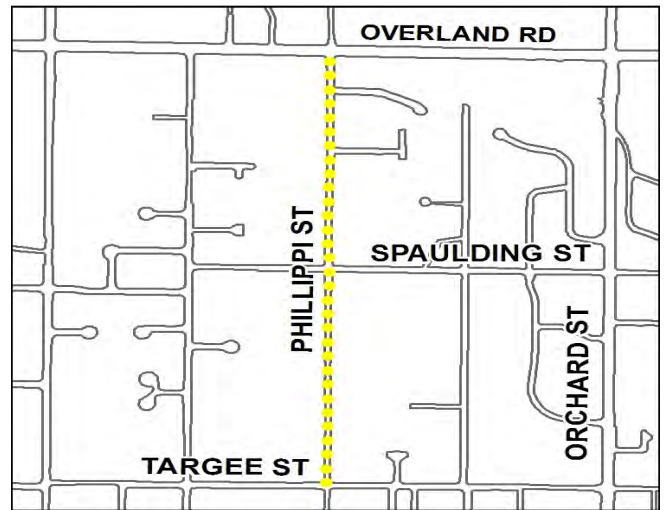 OVERLAND RD
PHILLIPPI ST
SPAULDING ST
ORCHARD ST
TARGEE ST